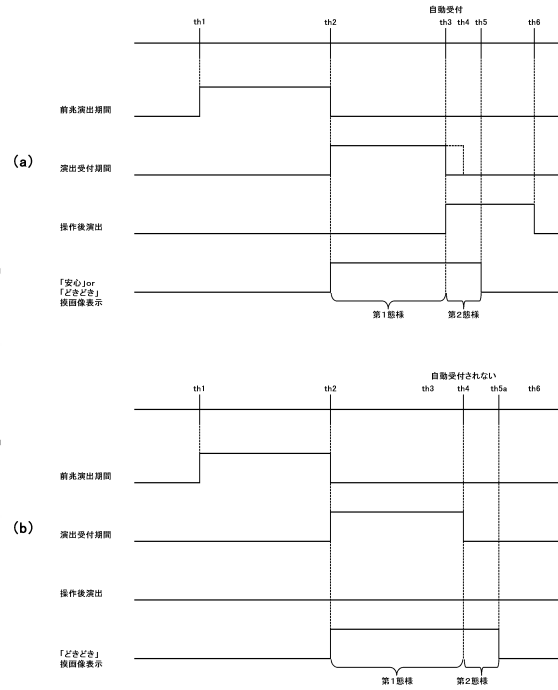 自動受付
th1 th2 th3 th4 th5 th6
前兆演出期間
(a)
演出受付期間
操作後演出
「安心」or
「どきどき」
摸画像表示
第1態様 第2態様
自動受付されない
th1 th2 th3 th4 th5a th6
前兆演出期間
(b)
演出受付期間
操作後演出
「どきどき」
摸画像表示
第1態様 第2態様